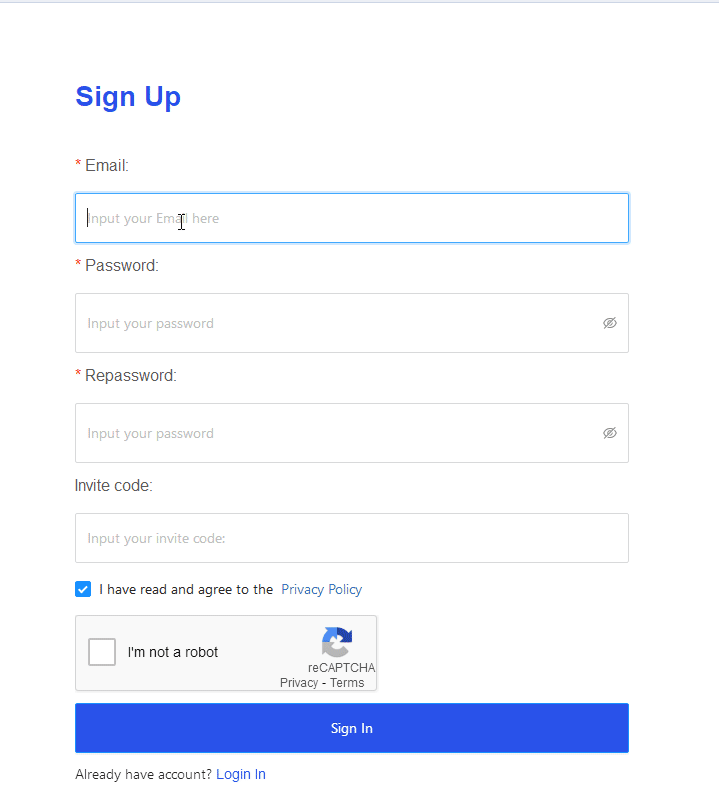 Sign Up
* Email:
Input your Email here
* Password:
Input your password
* Repassword:
Input your password
Invite code:
Input your invite code:
I have read and agree to the Privacy Policy
I'm not a robot
reCAPTCHA
Privacy - Terms
Sign In
Already have account? Login In